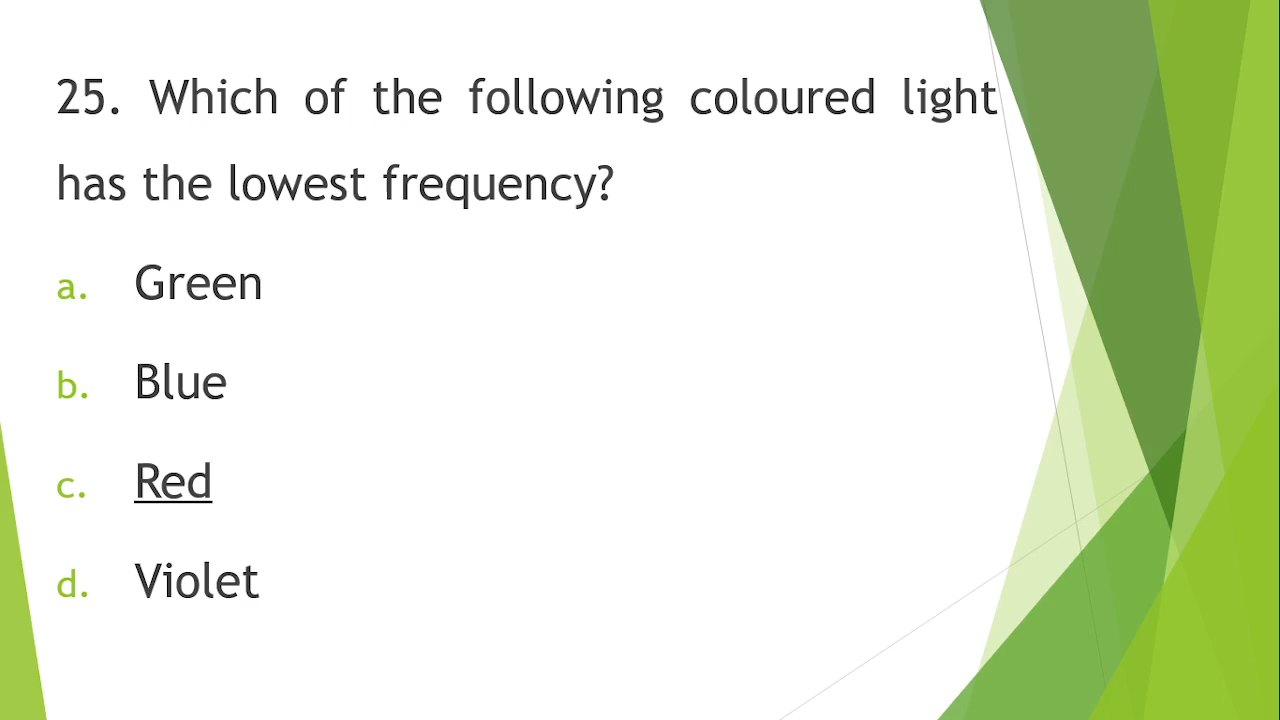 25. Which of the following coloured light
has the lowest frequency?
a. Green
b. Blue
c. Red
d. Violet